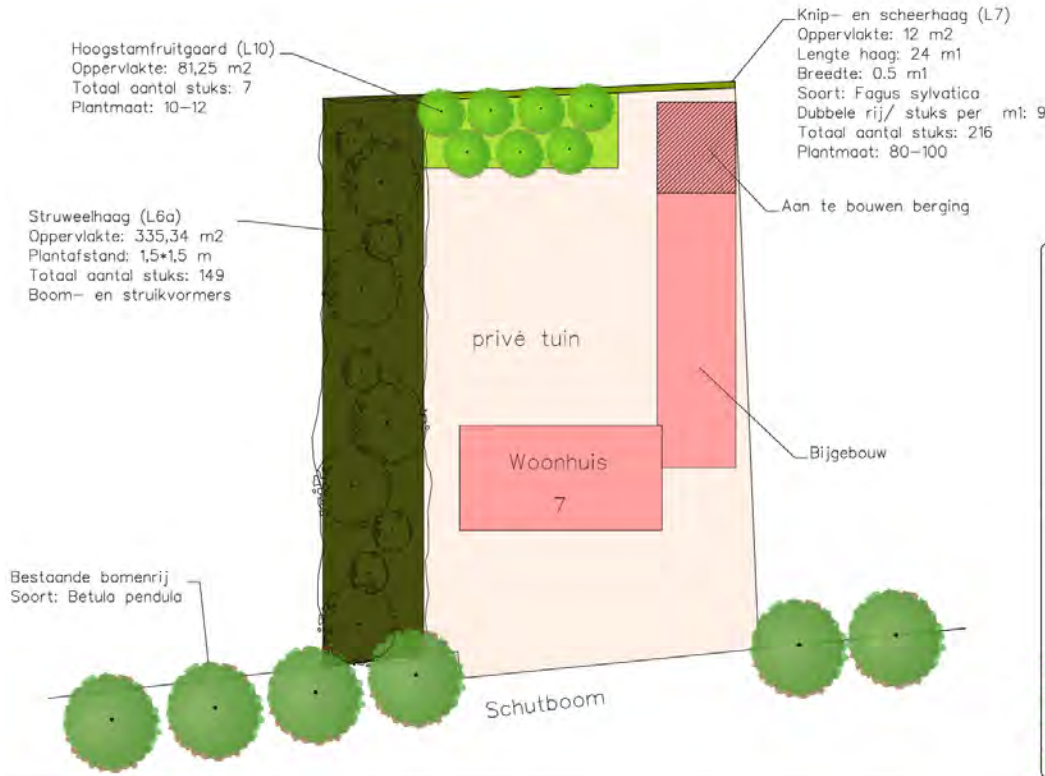 Hoogstamfruitgaard (L10)
Oppervlakte: 81,25 m2
Totaal aantal stuks: 7
Plantmaat: 10-12
Knip- en scheerhaag (L7)
Oppervlakte: 12 m2
Lengte haag: 24 m1
Breedte: 0.5 m1
Soort: Fagus sylvatica
Dubbele rij/ stuks per m1: 9
Totaal aantal stuks: 216
Plantmaat: 80-100
Aan te bouwen berging
Struweelhaag (L6a)
Oppervlakte: 335,34 m2
Plantafstand: 1,5*1,5 m
Totaal aantal stuks: 149
Boom- en struikvormers
privé tuin
Bijgebouw
Woonhuis
7
Bestaande bomenrij
Soort: Betula pendula
Schutboom